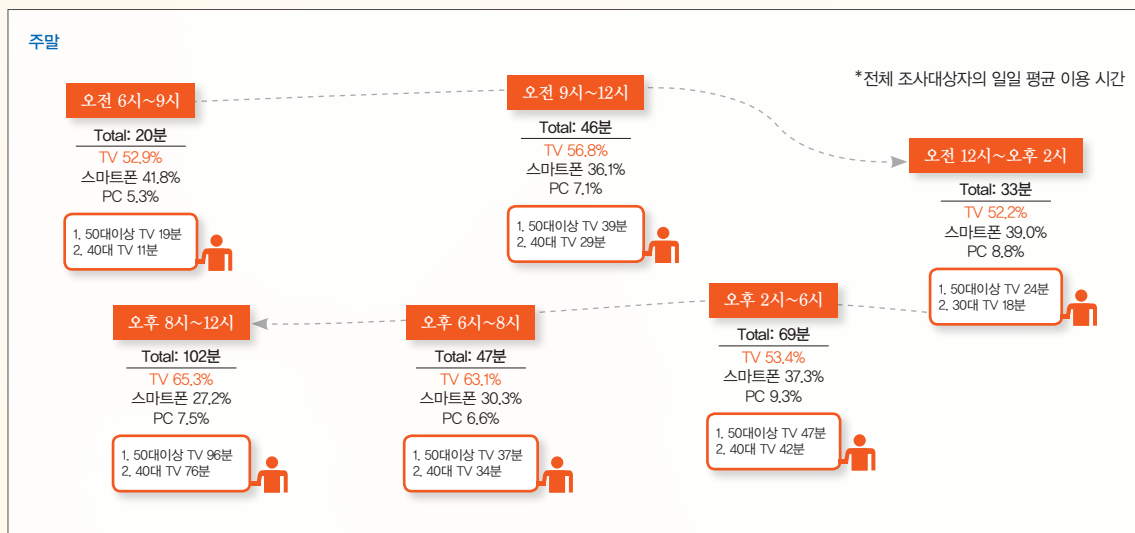 주말
*전체 조사대상자의 일일 평균 이용 시간
오전 6시~9시
Total: 20분
TV 52.9%
스마트폰 41.8%
PC 5.3%
1. 50대이상 TV 19분
2. 40대 TV 11분
오전 9시~12시
Total: 46분
TV 56.8%
스마트폰 36.1%
PC 7.1%
1. 50대이상 TV 39분
2. 40대 TV 29분
오전 12시~오후 2시
Total: 33분
TV 52.2%
스마트폰 39.0%
PC 8.8%
1. 50대이상 TV 24분
2. 30대 TV 18분
오후 2시~6시
Total: 69분
TV 53.4%
스마트폰 37.3%
PC 9.3%
1. 50대이상 TV 47분
2. 40대 TV 42분
오후 6시~8시
Total: 47분
TV 63.1%
스마트폰 30.3%
PC 6.6%
1. 50대이상 TV 37분
2. 40대 TV 34분
오후 8시~12시
Total: 102분
TV 65.3%
스마트폰 27.2%
PC 7.5%
1. 50대이상 TV 96분
2. 40대 TV 76분